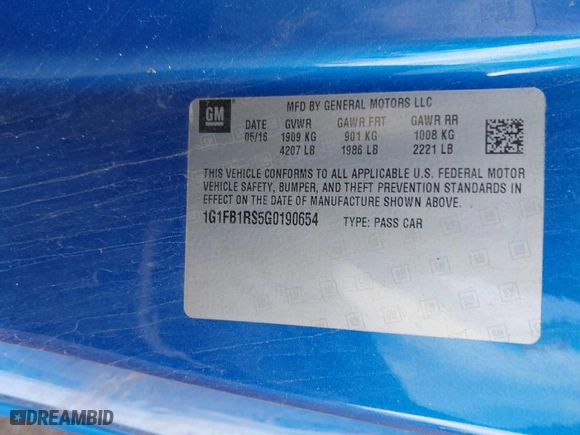 GM
MFD BY GENERAL MOTORS LLC
DATE GVWR GAWR FRT GAWR RR
05/16 1909 KG 901 KG 1008 KG
4207 LB 1986 LB 2221 LB
THIS VEHICLE CONFORMS TO ALL APPLICABLE U.S. FEDERAL MOTOR
VEHICLE SAFETY, BUMPER, AND THEFT PREVENTION STANDARDS IN
EFFECT ON THE DATE OF MANUFACTURE SHOWN ABOVE.
1G1FB1RS5G0190654 TYPE: PASS CAR
DREAMBID